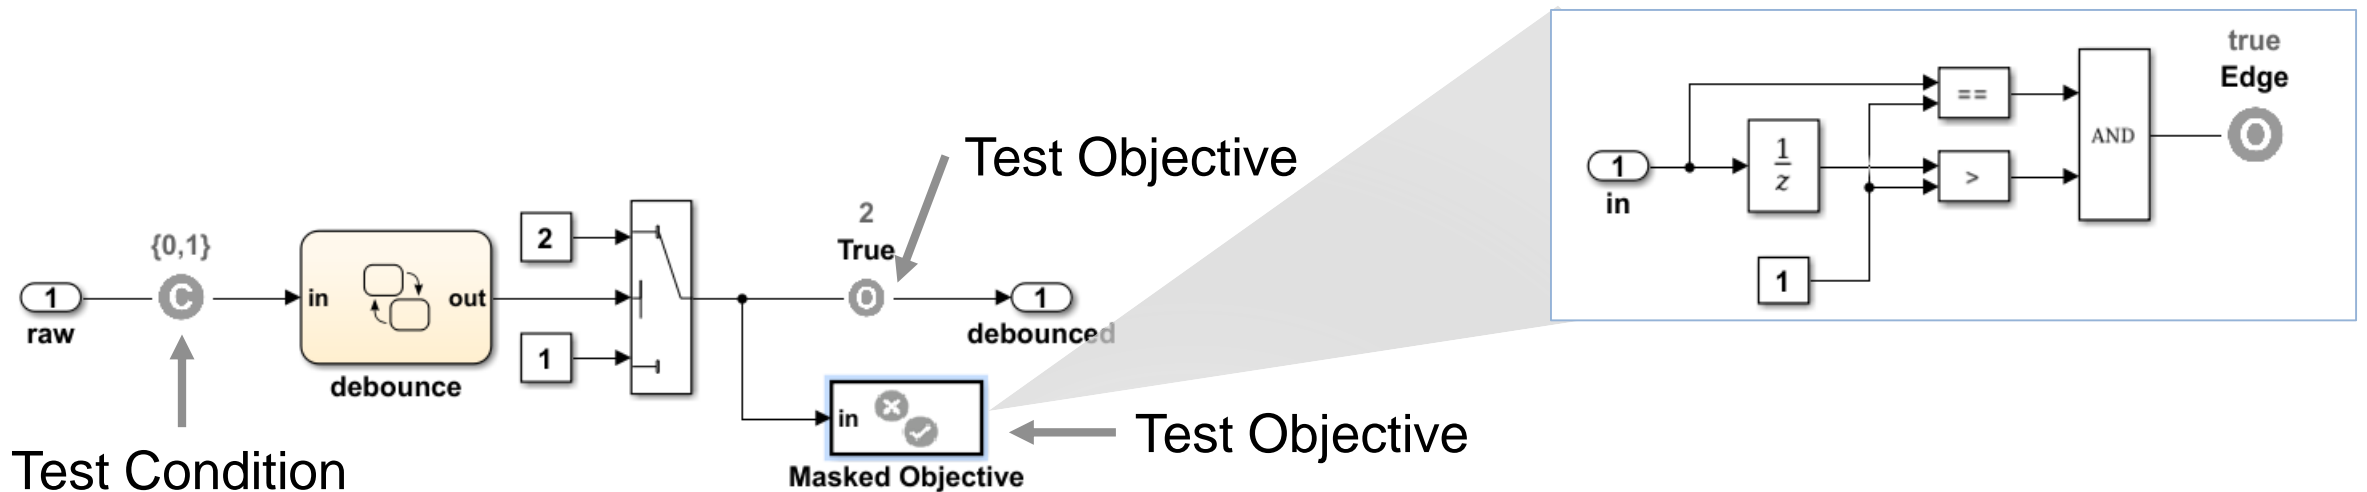 {0,1}
1
C
raw
Test Condition
in
out
debounce
2
1
2
True
O
Test Objective
1
debounced
in
Masked Objective
Test Objective
1
in
1
z
1
==
>
AND
true
Edge
O